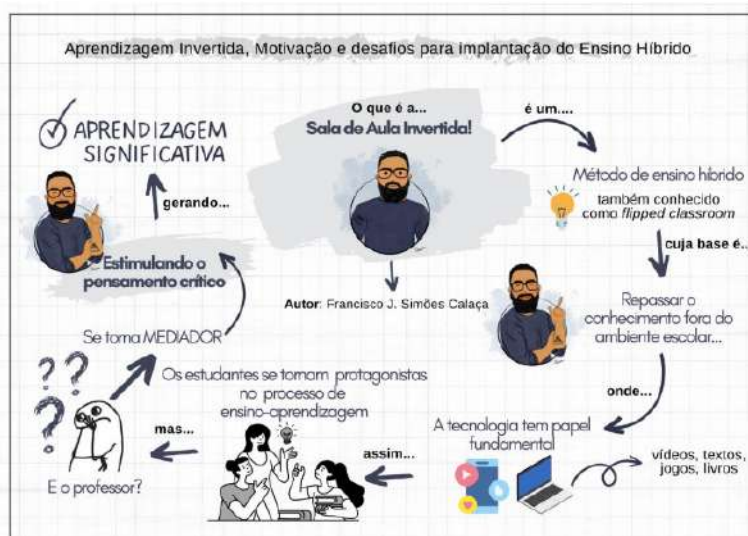 Aprendizagem Invertida, Motivação e desafios para implantação do Ensino Híbrido
O que é a...
Sala de Aula Invertida!
é um....
Método de ensino híbrido
também conhecido
como flipped classroom
cuja base é..
Repassar o
conhecimento fora do
ambiente escolar...
onde...
A tecnologia tem papel
fundamental
vídeos, textos,
jogos, livros
assim...
Os estudantes se tornam protagonistas
no processo de
ensino-aprendizagem
mas...
E o professor?
Se torna MEDIADOR
Estimulando o
pensamento crítico
gerando...
APRENDIZAGEM
SIGNIFICATIVA
Autor: Francisco J. Simões Calaça